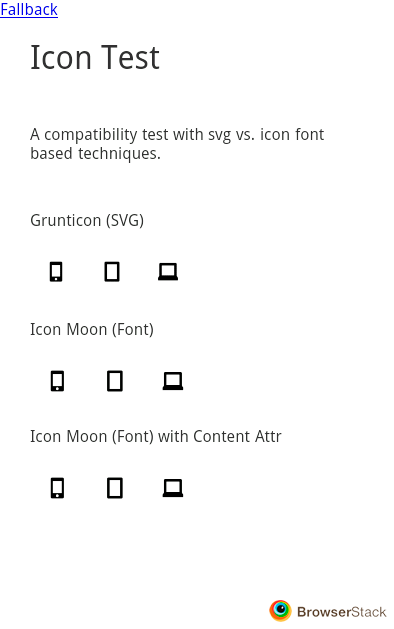 Fallback
Icon Test
A compatibility test with svg vs. icon font
based techniques.
Grunticon (SVG)
Icon Moon (Font)
Icon Moon (Font) with Content Attr
BrowserStack